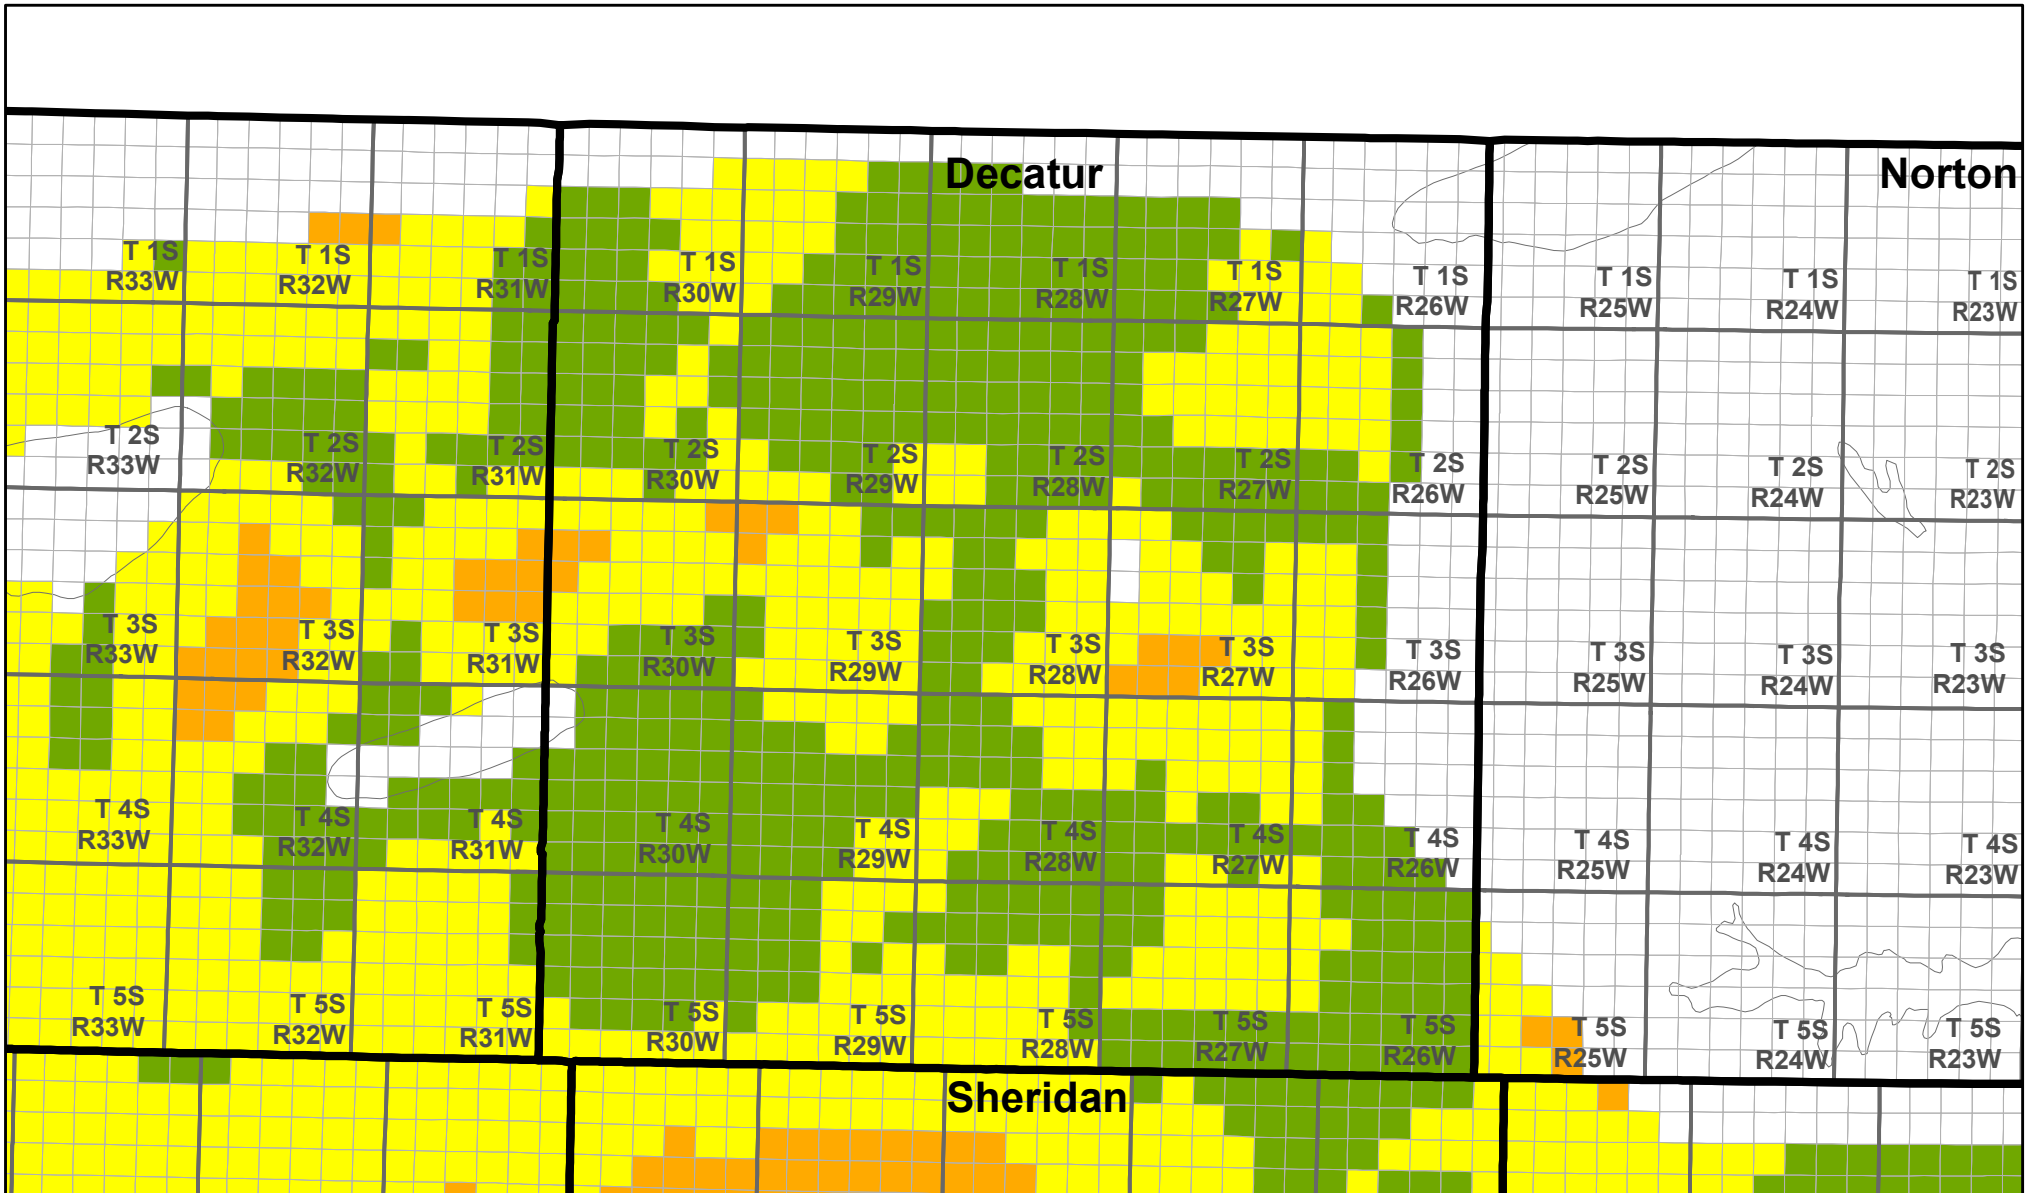 Decatur
Norton
T 1S
R33W
T 1S
R32W
T 1S
R31W
T 1S
R30W
T 1S
R29W
T 1S
R28W
T 1S
R27W
T 1S
R26W
T 1S
R25W
T 1S
R24W
T 1S
R23W
T 2S
R33W
T 2S
R32W
T 2S
R31W
T 2S
R30W
T 2S
R29W
T 2S
R28W
T 2S
R27W
T 2S
R26W
T 2S
R25W
T 2S
R24W
T 2S
R23W
T 3S
R33W
T 3S
R32W
T 3S
R31W
T 3S
R30W
T 3S
R29W
T 3S
R28W
T 3S
R27W
T 3S
R26W
T 3S
R25W
T 3S
R24W
T 3S
R23W
T 4S
R33W
T 4S
R32W
T 4S
R31W
T 4S
R30W
T 4S
R29W
T 4S
R28W
T 4S
R27W
T 4S
R26W
T 4S
R25W
T 4S
R24W
T 4S
R23W
T 5S
R33W
T 5S
R32W
T 5S
R31W
T 5S
R30W
T 5S
R29W
T 5S
R28W
T 5S
R27W
T 5S
R26W
T 5S
R25W
T 5S
R24W
T 5S
R23W
Sheridan